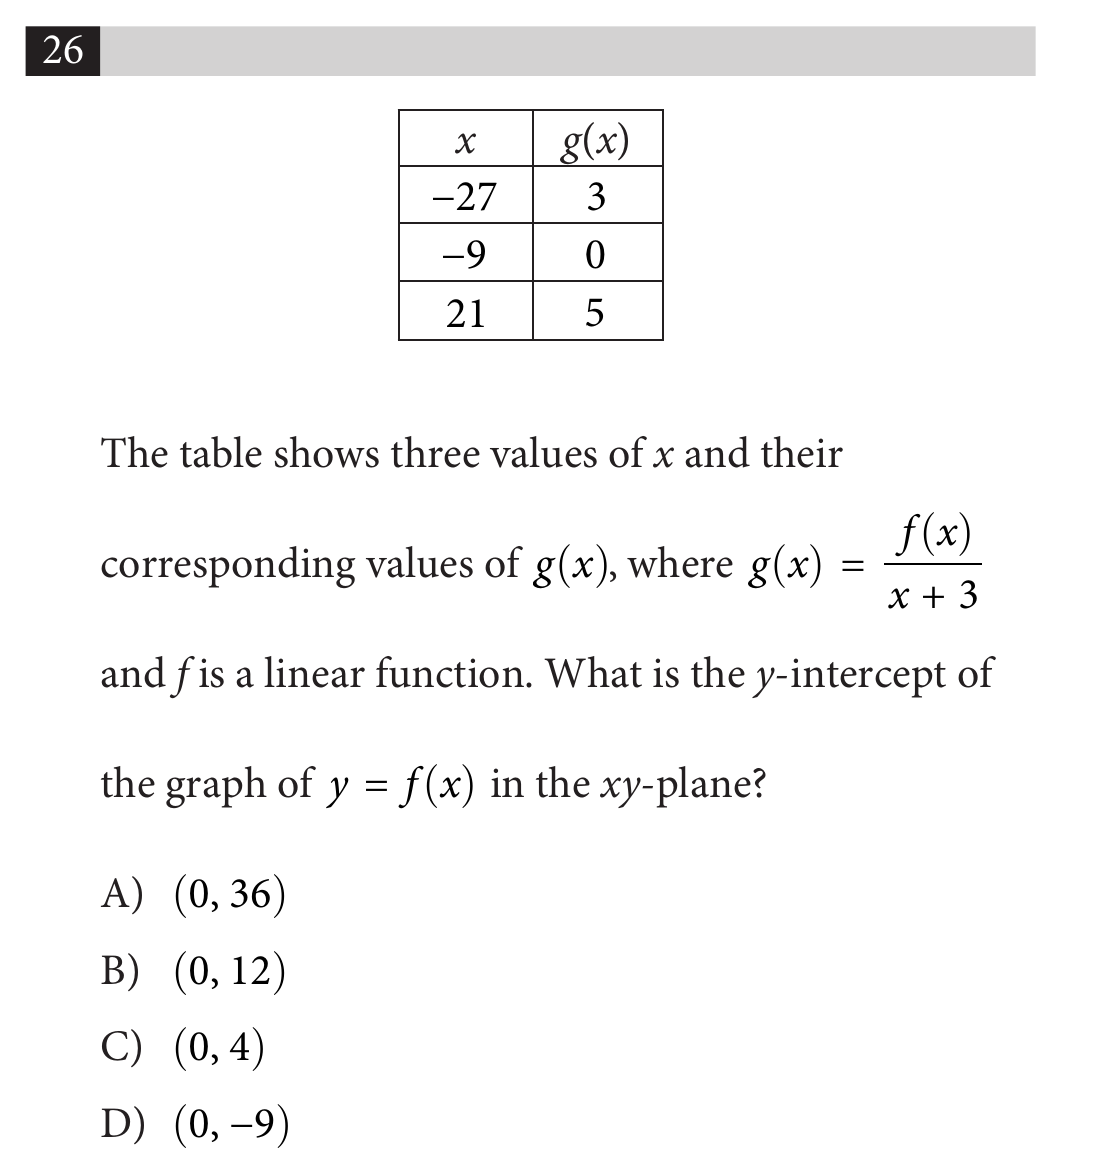 26
x g(x)
−27 3
−9 0
21 5
The table shows three values of x and their
corresponding values of g(x), where g(x) = f(x) / x + 3
and f is a linear function. What is the y-intercept of
the graph of y = f(x) in the xy-plane?
A) (0, 36)
B) (0, 12)
C) (0, 4)
D) (0, −9)